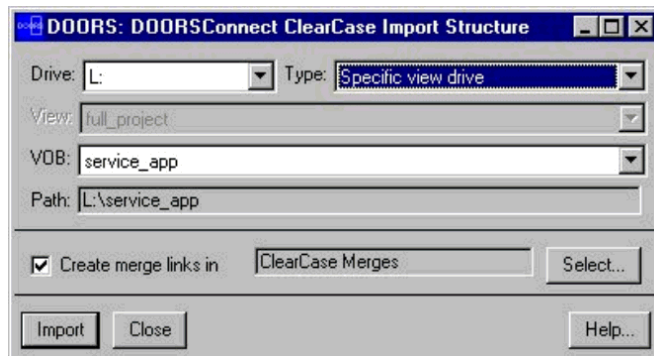 DOORS DOORS: DOORSConnect ClearCase Import Structure
Drive: L: Type: Specific view drive
View: full_project
VOB: service_app
Path: L:\service_app
Create merge links in ClearCase Merges Select...
Import Close Help...